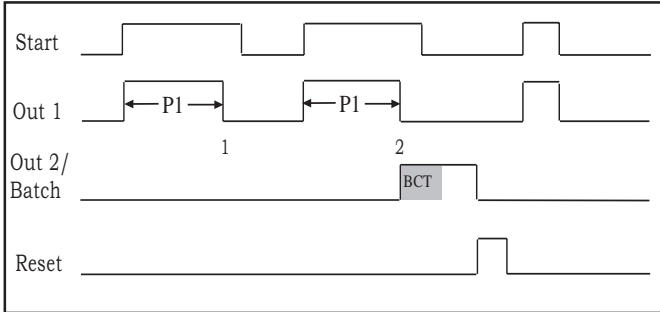 Start
Out 1
P1 P1
1 2
Out 2/
Batch
BCT
Reset